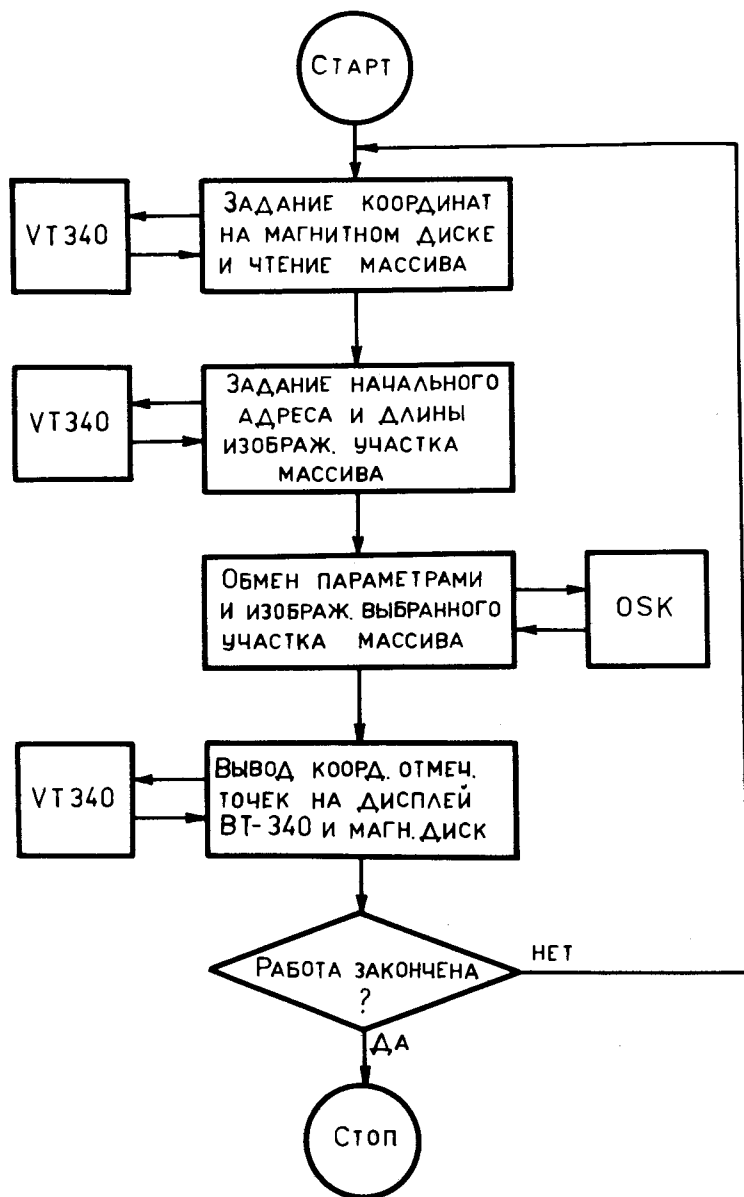 Старт
VT340
Задание координат
на магнитном диске
и чтение массива
VT340
Задание начального
адреса и длины
изображ. участка
массива
Обмен параметрами
и изображ. выбранного
участка массива
OSK
VT340
Вывод коорд. отмеч.
точек на дисплей
ВТ-340 и магн. диск
Работа закончена
?
нет
да
Стоп